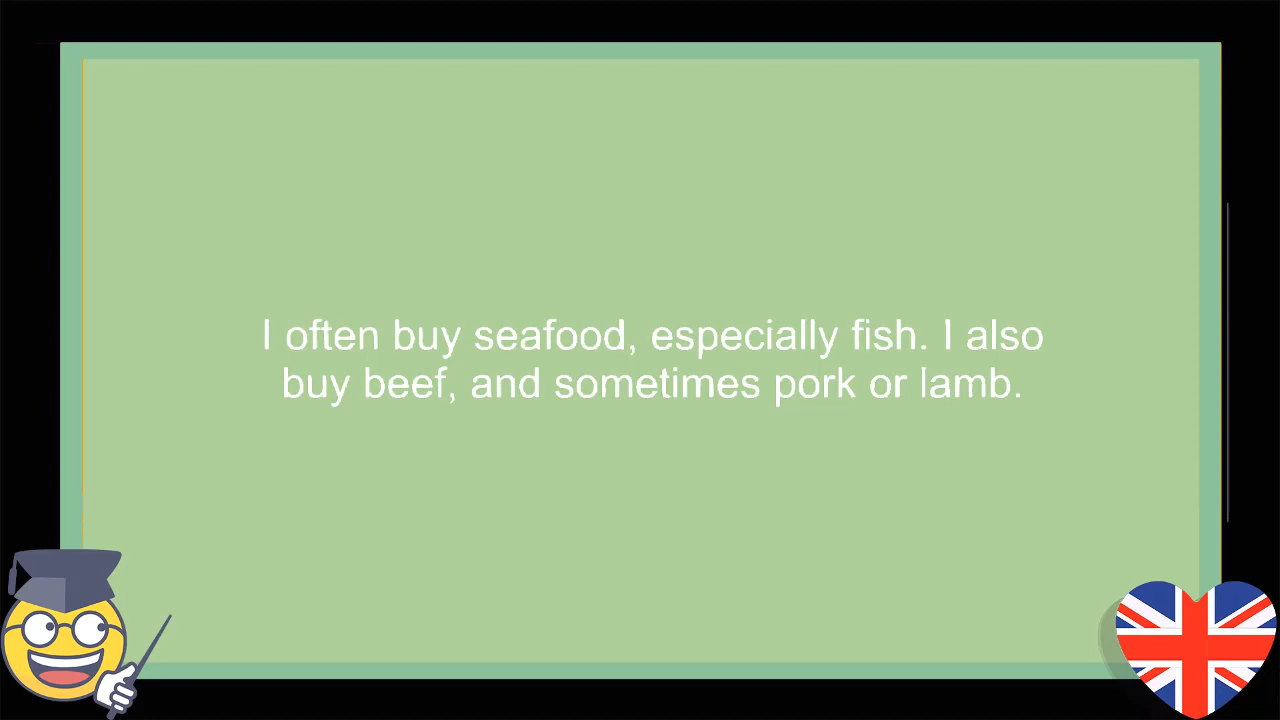 I often buy seafood, especially fish. I also
buy beef, and sometimes pork or lamb.